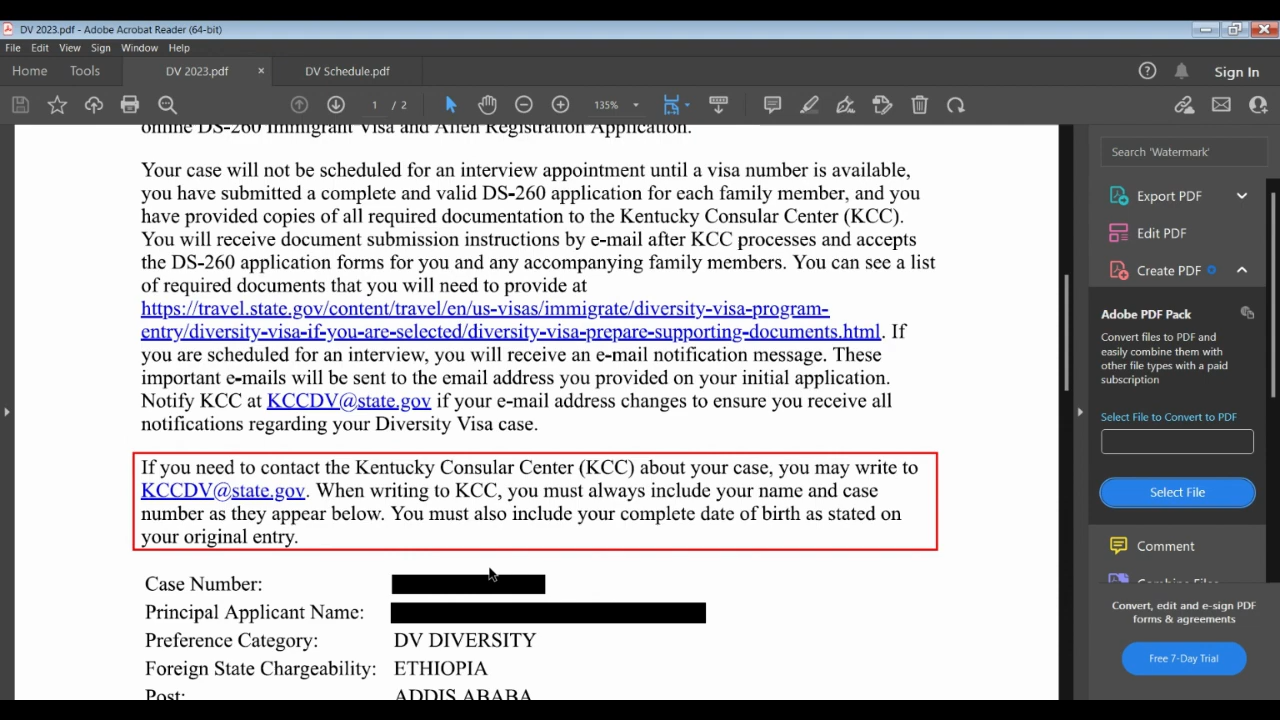 DV 2023.pdf - Adobe Acrobat Reader (64-bit)
File Edit View Sign Window Help
Home Tools DV 2023.pdf × DV Schedule.pdf Sign In
1 / 2 135%
online DS-260 Immigrant Visa and Alien Registration Application.
Your case will not be scheduled for an interview appointment until a visa number is available,
you have submitted a complete and valid DS-260 application for each family member, and you
have provided copies of all required documentation to the Kentucky Consular Center (KCC).
You will receive document submission instructions by e-mail after KCC processes and accepts
the DS-260 application forms for you and any accompanying family members. You can see a list
of required documents that you will need to provide at
https://travel.state.gov/content/travel/en/us-visas/immigrate/diversity-visa-program-
entry/diversity-visa-if-you-are-selected/diversity-visa-prepare-supporting-documents.html. If
you are scheduled for an interview, you will receive an e-mail notification message. These
important e-mails will be sent to the email address you provided on your initial application.
Notify KCC at KCCDV@state.gov if your e-mail address changes to ensure you receive all
notifications regarding your Diversity Visa case.
If you need to contact the Kentucky Consular Center (KCC) about your case, you may write to
KCCDV@state.gov. When writing to KCC, you must always include your name and case
number as they appear below. You must also include your complete date of birth as stated on
your original entry.
Case Number:
Principal Applicant Name:
Preference Category: DV DIVERSITY
Foreign State Chargeability: ETHIOPIA
Post: ADDIS ABABA
Search 'Watermark'
Export PDF
Edit PDF
Create PDF
Adobe PDF Pack
Convert files to PDF and
easily combine them with
other file types with a paid
subscription
Select File to Convert to PDF
Select File
Comment
Combine Files
Convert, edit and e-sign PDF
forms & agreements
Free 7-Day Trial